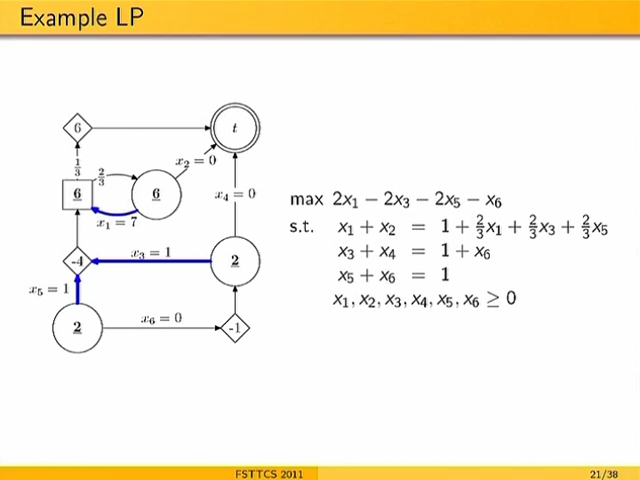 Example LP
6
t
1/3
2/3
x₂ = 0
6
6
x₁ = 7
x₄ = 0
-4
x₃ = 1
2
x₅ = 1
2
x₆ = 0
-1
max 2x₁ − 2x₃ − 2x₅ − x₆
s.t. x₁ + x₂ = 1 + 2/3x₁ + 2/3x₃ + 2/3x₅
x₃ + x₄ = 1 + x₆
x₅ + x₆ = 1
x₁, x₂, x₃, x₄, x₅, x₆ ≥ 0
FSTTCS 2011
21/38